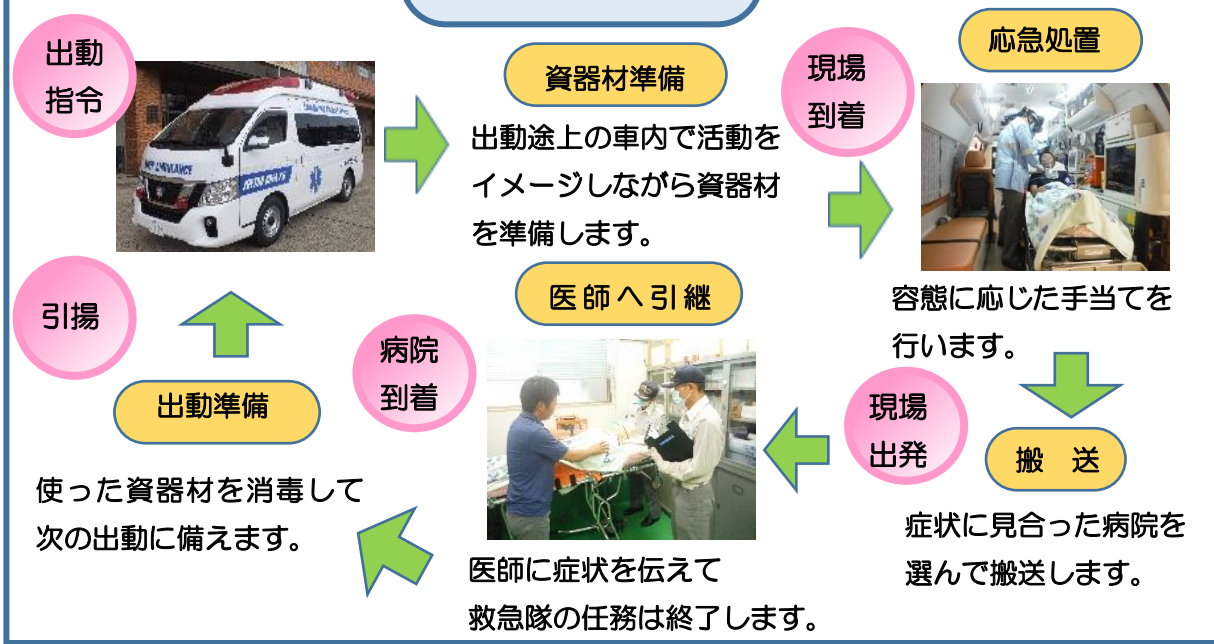 出動
指令
資器材準備
出動途上の車内で活動を
イメージしながら資器材
を準備します。
現場
到着
応急処置
容態に応じた手当てを
行います。
現場
出発
搬 送
症状に見合った病院を
選んで搬送します。
病院
到着
医師へ引継
医師に症状を伝えて
救急隊の任務は終了します。
引揚
出動準備
使った資器材を消毒して
次の出動に備えます。